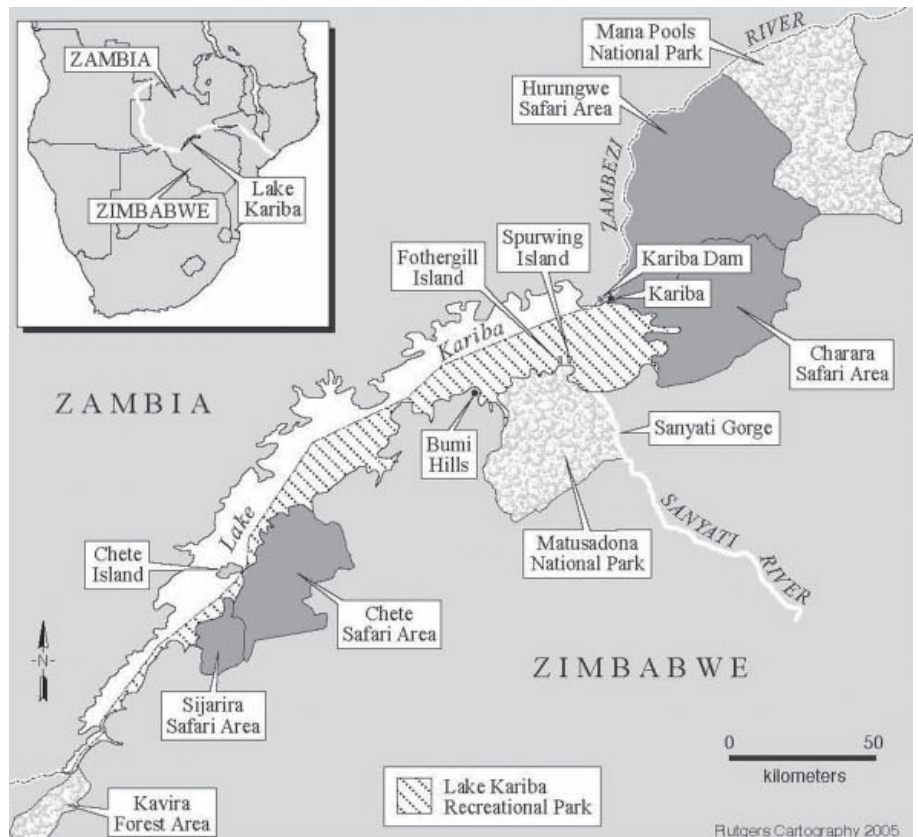 ZAMBIA
ZIMBABWE
Lake
Kariba
Mana Pools
National Park
RIVER
Hurungwe
Safari Area
ZAMBEZI
Spurwing
Island
Fothergill
Island
Kariba Dam
Kariba
Kariba
Charara
Safari Area
ZAMBIA
Bumi
Hills
Sanyati Gorge
SANYATI
RIVER
Matusadona
National Park
Lake
Chete
Island
Chete
Safari Area
-N-
ZIMBABWE
Sijarira
Safari Area
0 50
kilometers
Lake Kariba
Recreational Park
Kavira
Forest Area
Rutgers Cartography 2005